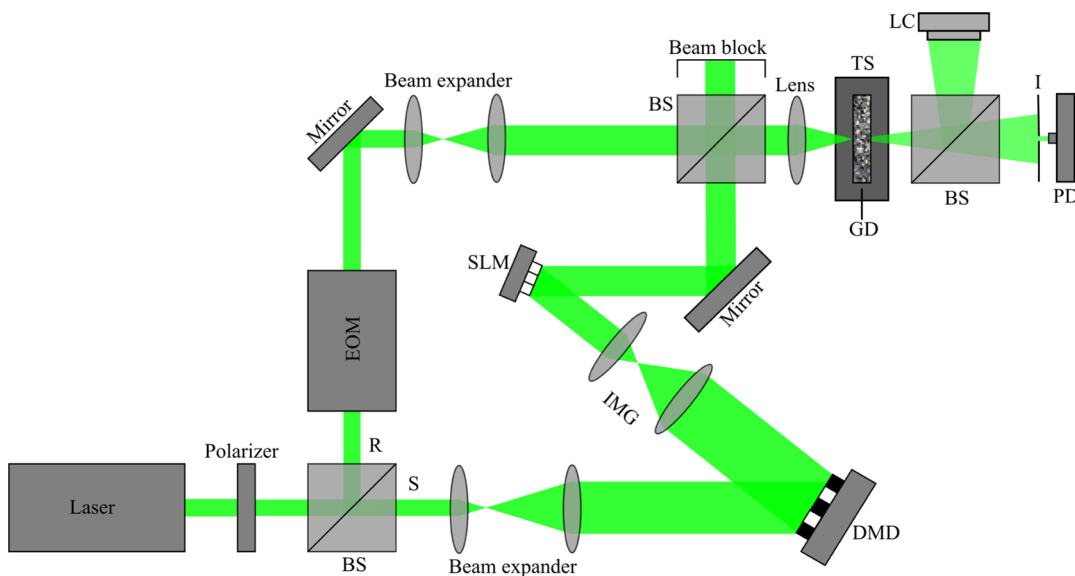 LC
Beam block
TS
Beam expander
Lens
I
Mirror
BS
BS
PD
GD
SLM
Mirror
EOM
IMG
R
Polarizer
S
Laser
DMD
BS
Beam expander